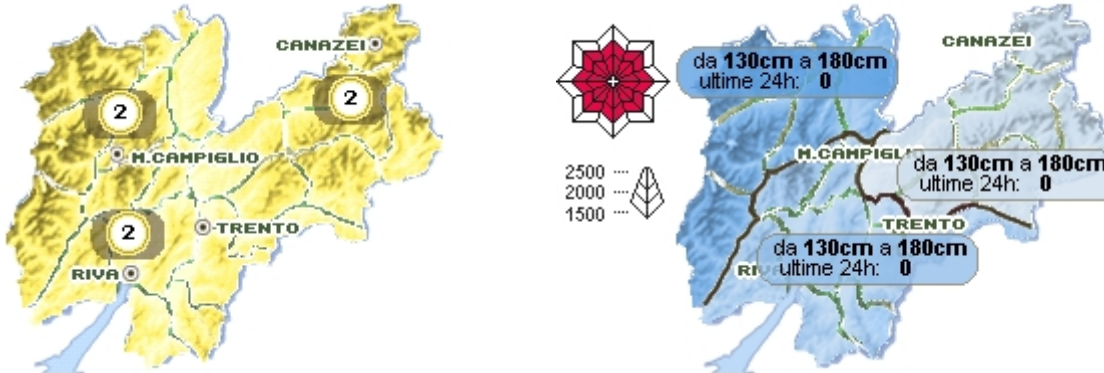 CANAZEI
2
2
M.CAMPIGLIO
2
TRENTO
RIVA
da 130cm a 180cm
ultime 24h: 0
CANAZEI
M.CAMPIGLI
da 130cm a 180cm
ultime 24h: 0
2500
2000
1500
TRENTO
da 130cm a 180cm
ultime 24h: 0
RIV